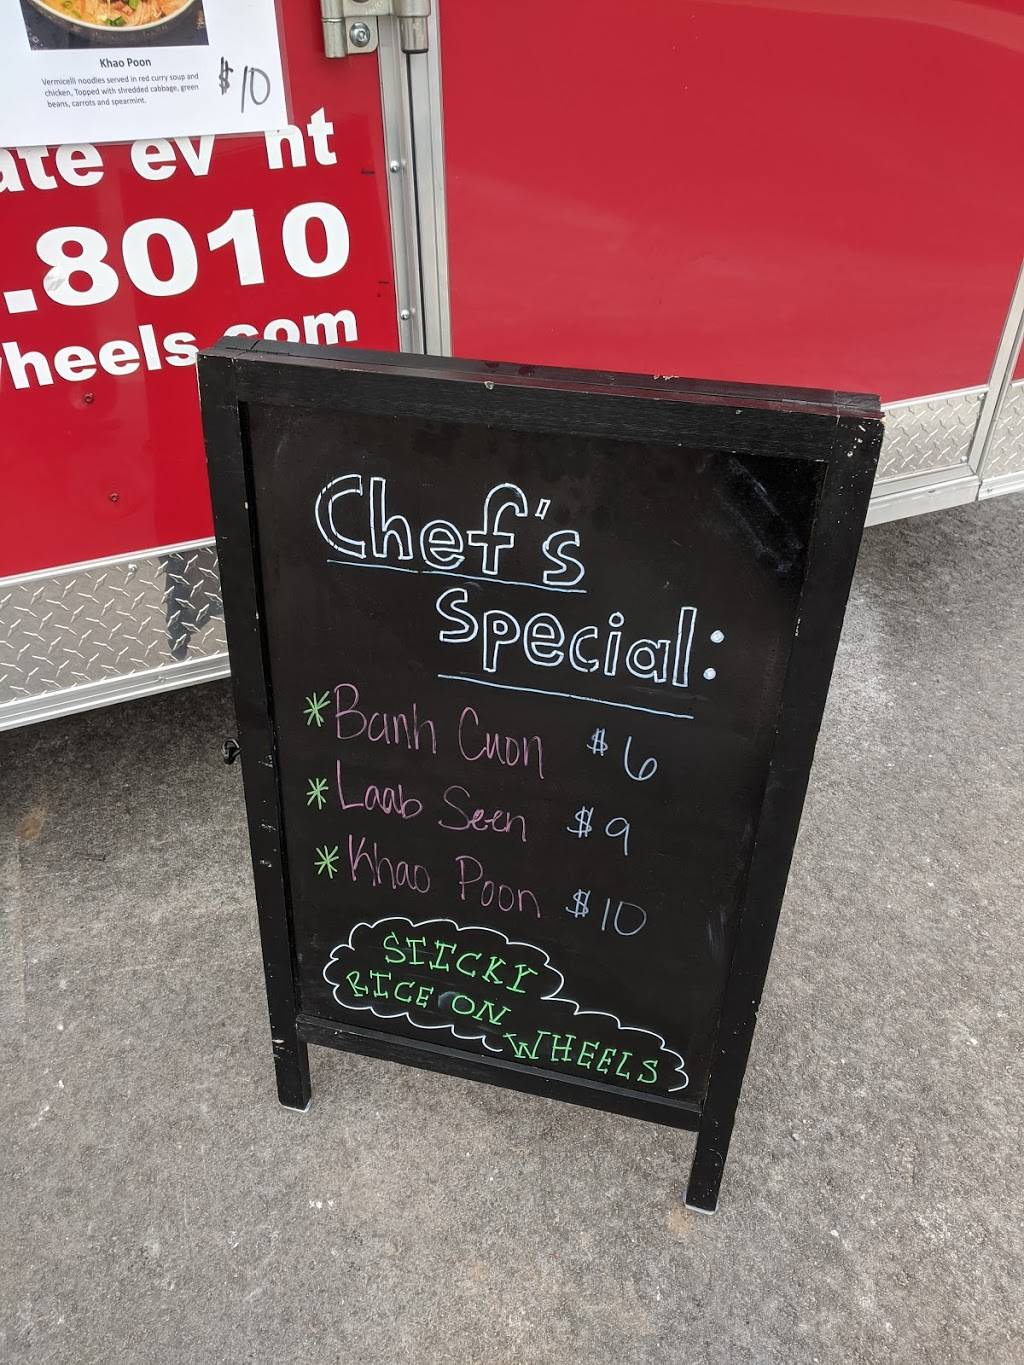 Khao Poon
Vermicelli noodles served in red curry soup and
chicken, Topped with shredded cabbage, green
beans, carrots and spearmint.
$10
ate ev nt
.8010
heels.com
Chef's
Special:
*Banh Cuon $6
*Laab Seen $9
*Khao Poon $10
STICKY
RICE ON
WHEELS